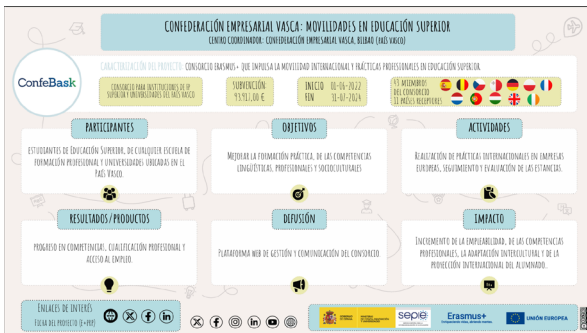 CONFEDERACIÓN EMPRESARIAL VASCA: MOVILIDADES EN EDUCACIÓN SUPERIOR
CENTRO COORDINADOR: CONFEDERACIÓN EMPRESARIAL VASCA, BILBAO (PAÍS VASCO)
ConfeBask
CARACTERIZACIÓN DEL PROYECTO: CONSORCIO ERASMUS+ QUE IMPULSA LA MOVILIDAD INTERNACIONAL Y PRÁCTICAS PROFESIONALES EN EDUCACIÓN SUPERIOR.
CONSORCIO PARA INSTITUCIONES DE FP
SUPERIOR Y UNIVERSIDADES DEL PAÍS VASCO
SUBVENCIÓN
93.917,00 €
INICIO 01-06-2022
FIN 31-07-2024
43 MIEMBROS
DEL CONSORCIO
11 PAÍSES RECEPTORES
PARTICIPANTES
ESTUDIANTES DE EDUCACIÓN SUPERIOR, DE CUALQUIER ESCUELA DE
FORMACIÓN PROFESIONAL Y UNIVERSIDADES UBICADAS EN EL
PAÍS VASCO.
OBJETIVOS
MEJORAR LA FORMACIÓN PRÁCTICA, DE LAS COMPETENCIAS
LINGÜÍSTICAS, PROFESIONALES Y SOCIOCULTURALES
ACTIVIDADES
REALIZACIÓN DE PRÁCTICAS INTERNACIONALES EN EMPRESAS
EUROPEAS, SEGUIMIENTO Y EVALUACIÓN DE LAS ESTANCIAS.
RESULTADOS/PRODUCTOS
PROGRESO EN COMPETENCIAS, CUALIFICACIÓN PROFESIONAL Y
ACCESO AL EMPLEO.
DIFUSIÓN
PLATAFORMA WEB DE GESTIÓN Y COMUNICACIÓN DEL CONSORCIO.
IMPACTO
INCREMENTO DE LA EMPLEABILIDAD, DE LAS COMPETENCIAS
PROFESIONALES, LA ADAPTACIÓN INTERCULTURAL Y DE LA
PROYECCIÓN INTERNACIONAL DEL ALUMNADO.
ENLACES DE INTERÉS
FICHA DEL PROYECTO (E+PRP)
sepie
Erasmus+
UNIÓN EUROPEA